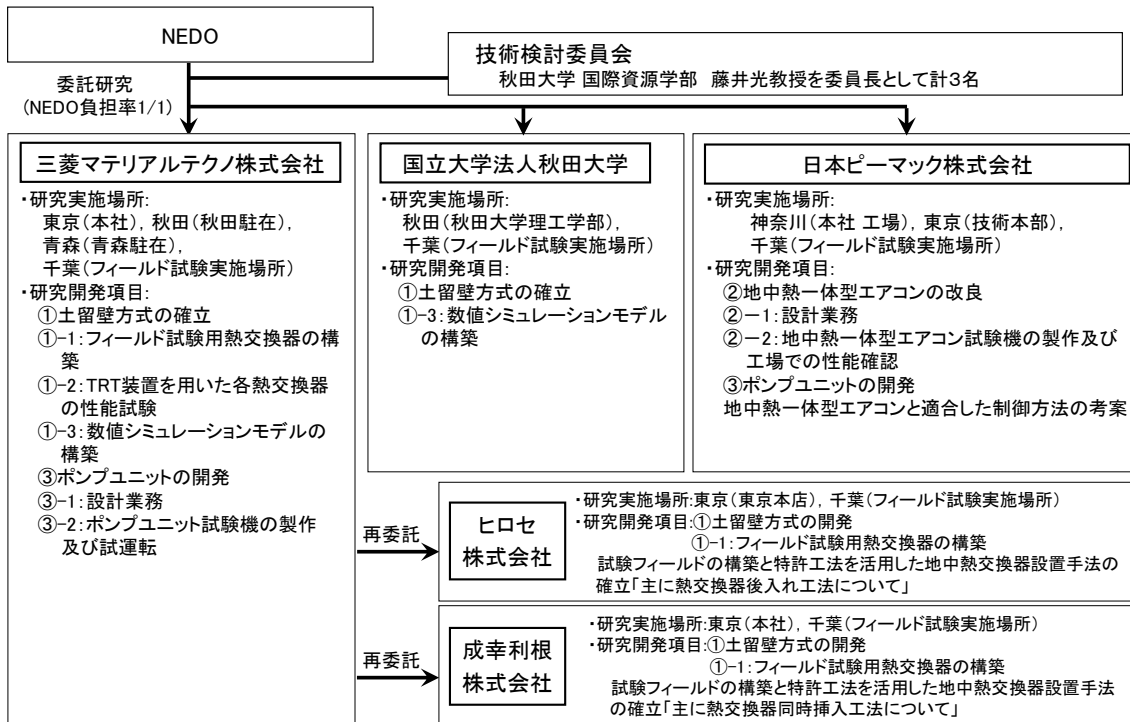 NEDO
技術検討委員会
秋田大学 国際資源学部　藤井光教授を委員長として計3名
委託研究
(NEDO負担率1/1)
三菱マテリアルテクノ株式会社
・研究実施場所:
東京(本社), 秋田(秋田駐在),
青森(青森駐在),
千葉(フィールド試験実施場所)
・研究開発項目:
①土留壁方式の確立
①-1:フィールド試験用熱交換器の構
築
①-2:TRT装置を用いた各熱交換器
の性能試験
①-3:数値シミュレーションモデルの
構築
③ポンプユニットの開発
③-1:設計業務
③-2:ポンプユニット試験機の製作
及び試運転
国立大学法人秋田大学
・研究実施場所:
秋田(秋田大学理工学部),
千葉(フィールド試験実施場所)
・研究開発項目:
①土留壁方式の確立
①-3:数値シミュレーションモデル
の構築
日本ピーマック株式会社
・研究実施場所:
神奈川(本社 工場), 東京(技術本部),
千葉(フィールド試験実施場所)
・研究開発項目:
②地中熱一体型エアコンの改良
②－1:設計業務
②－2:地中熱一体型エアコン試験機の製作及び
工場での性能確認
③ポンプユニットの開発
地中熱一体型エアコンと適合した制御方法の考案
再委託
ヒロセ
株式会社
・研究実施場所:東京(東京本店), 千葉(フィールド試験実施場所)
・研究開発項目:①土留壁方式の開発
①-1:フィールド試験用熱交換器の構築
試験フィールドの構築と特許工法を活用した地中熱交換器設置手法の
確立「主に熱交換器後入れ工法について」
再委託
成幸利根
株式会社
・研究実施場所:東京(本社), 千葉(フィールド試験実施場所)
・研究開発項目:①土留壁方式の開発
①-1:フィールド試験用熱交換器の構築
試験フィールドの構築と特許工法を活用した地中熱交換器設置手法
の確立「主に熱交換器同時挿入工法について」